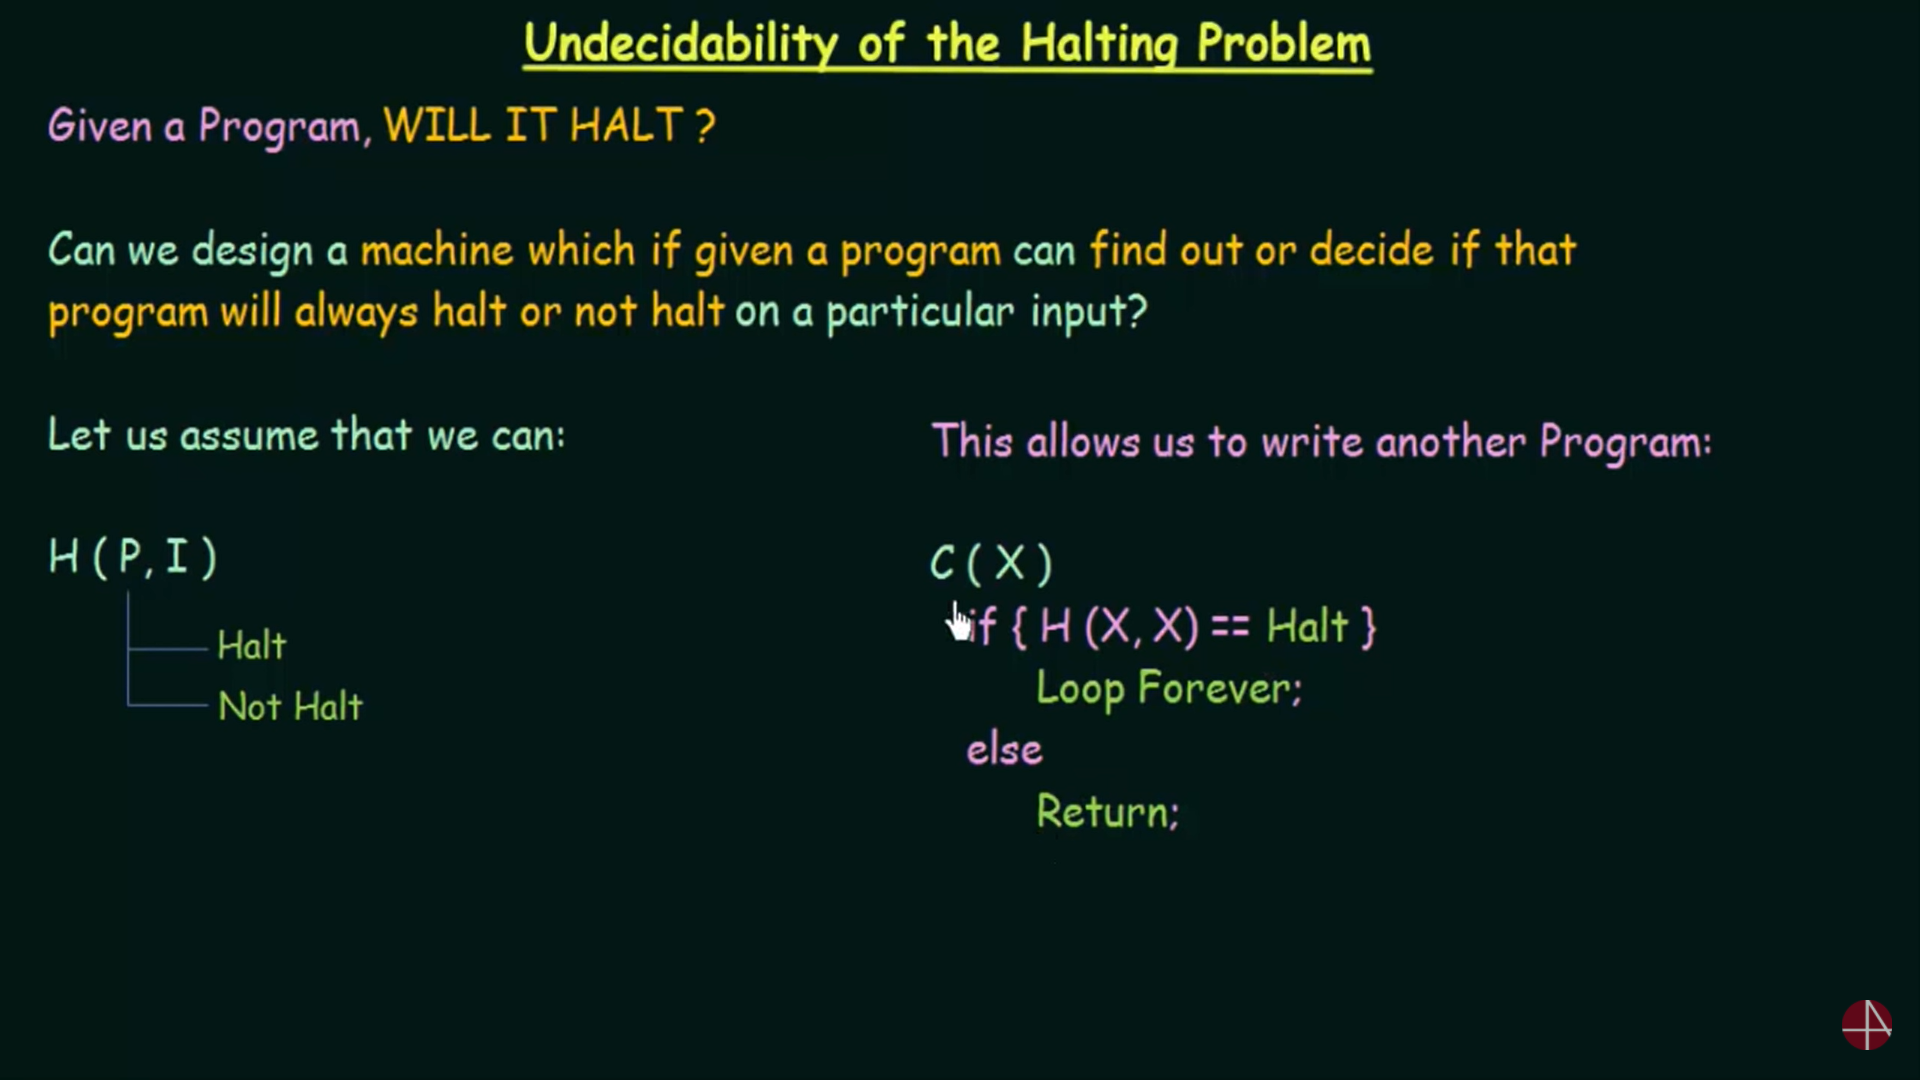 Undecidability of the Halting Problem
Given a Program, WILL IT HALT ?
Can we design a machine which if given a program can find out or decide if that
program will always halt or not halt on a particular input?
Let us assume that we can:
H ( P, I )
Halt
Not Halt
This allows us to write another Program:
C ( X )
if { H (X, X) == Halt }
Loop Forever;
else
Return;